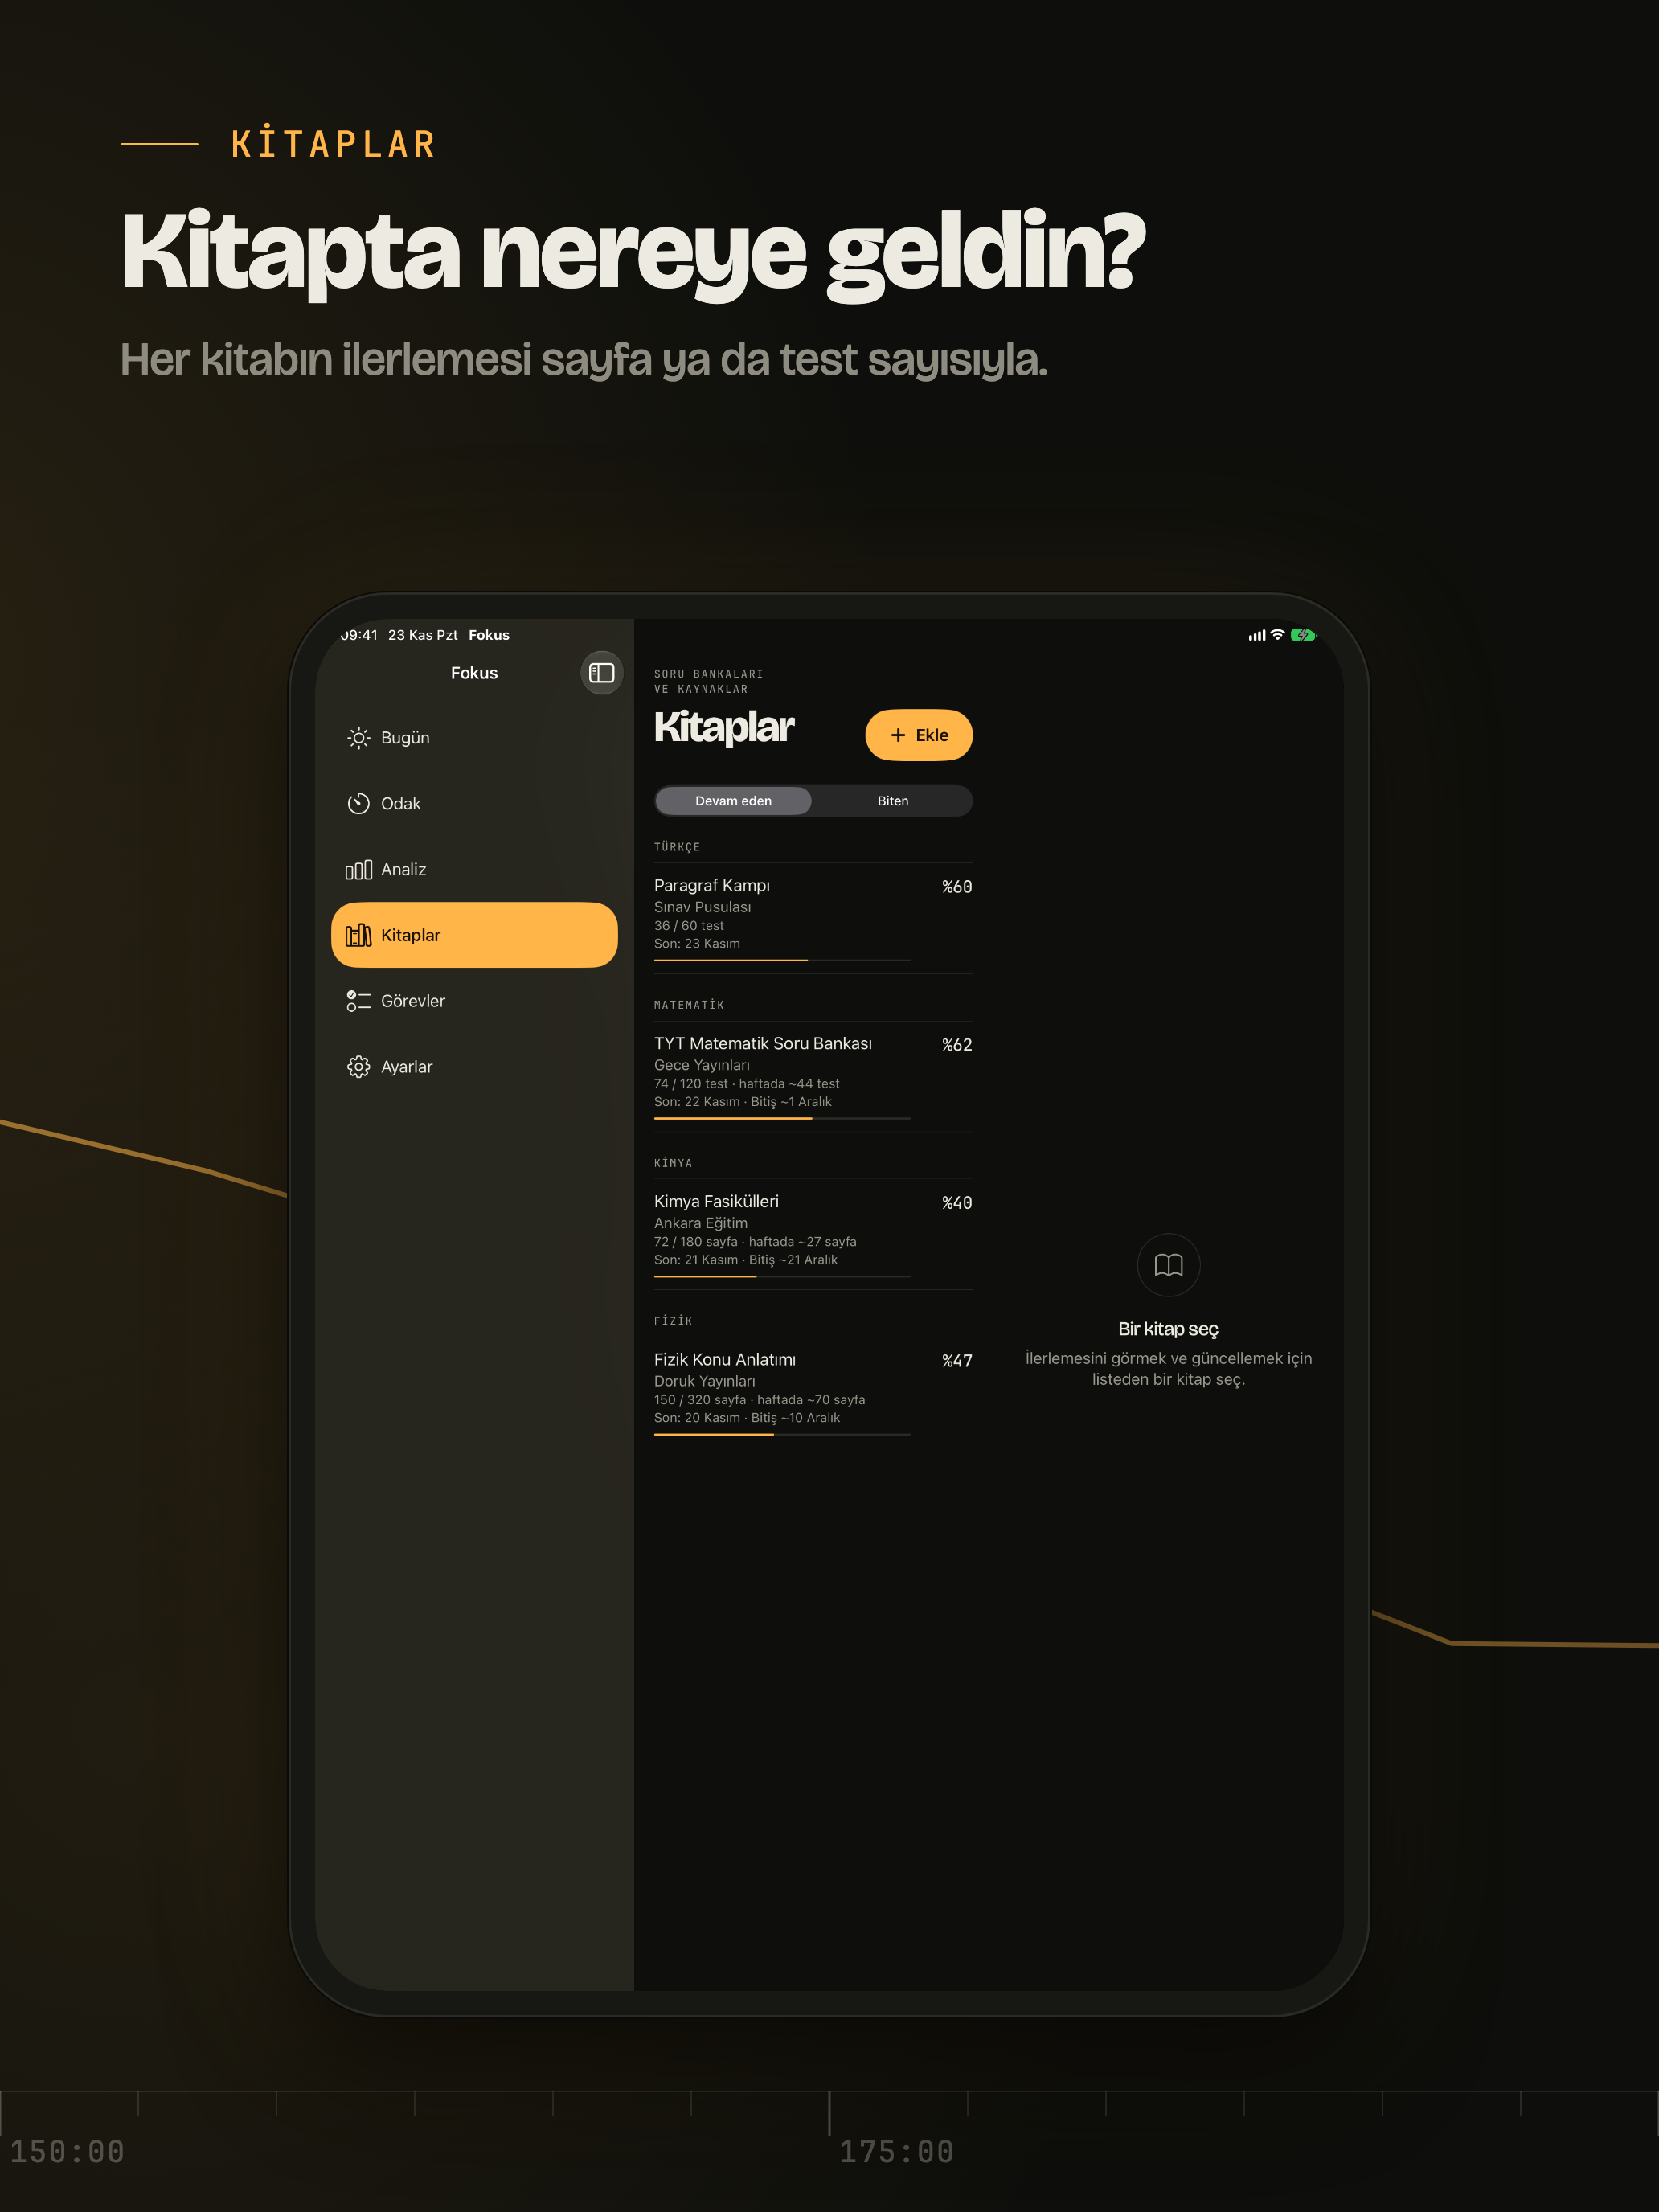 KİTAPLAR
Kitapta nereye geldin?
Her kitabın ilerlemesi sayfa ya da test sayısıyla.
09:41 23 Kas Pzt Fokus
Fokus
Bugün
Odak
Analiz
Kitaplar
Görevler
Ayarlar
SORU BANKALARI
VE KAYNAKLAR
Kitaplar
+ Ekle
Devam eden Biten
TÜRKÇE
Paragraf Kampı %60
Sınav Pusulası
36 / 60 test
Son: 23 Kasım
MATEMATİK
TYT Matematik Soru Bankası %62
Gece Yayınları
74 / 120 test · haftada ~44 test
Son: 22 Kasım · Bitiş ~1 Aralık
KİMYA
Kimya Fasikülleri %40
Ankara Eğitim
72 / 180 sayfa · haftada ~27 sayfa
Son: 21 Kasım · Bitiş ~21 Aralık
FİZİK
Fizik Konu Anlatımı %47
Doruk Yayınları
150 / 320 sayfa · haftada ~70 sayfa
Son: 20 Kasım · Bitiş ~10 Aralık
Bir kitap seç
İlerlemesini görmek ve güncellemek için
listeden bir kitap seç.
150:00 175:00